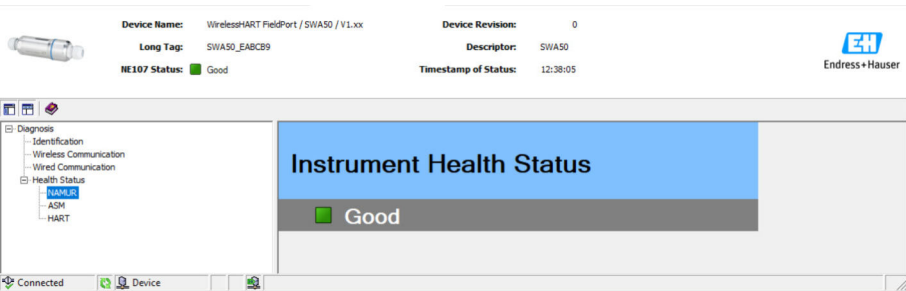 Device Name: WirelessHART FieldPort / SWA50 / V1.xx Device Revision: 0
Long Tag: SWA50_EABCB9 Descriptor: SWA50
NE107 Status: Good Timestamp of Status: 12:38:05
EH
Endress+Hauser
Diagnosis
Identification
Wireless Communication
Wired Communication
Health Status
NAMUR
ASM
HART
Instrument Health Status
Good
Connected Device